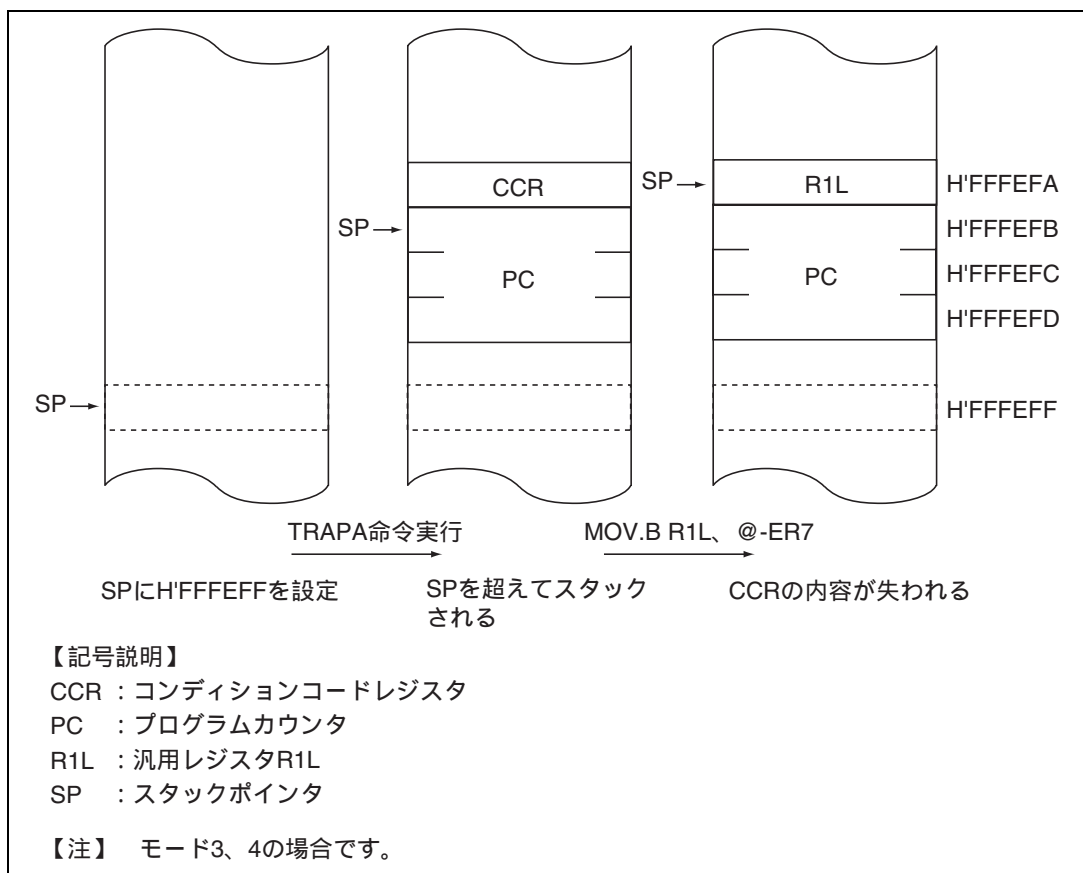 CCR
SP
R1L
H'FFFEFA
SP
H'FFFEFB
PC
PC
H'FFFEFC
H'FFFEFD
SP
H'FFFEFF
TRAPA命令実行
MOV.B R1L、@-ER7
SPにH'FFFEFFを設定
SPを超えてスタック
される
CCRの内容が失われる
【記号説明】
CCR :コンディションコードレジスタ
PC :プログラムカウンタ
R1L :汎用レジスタR1L
SP :スタックポインタ
【注】 モード3、4の場合です。